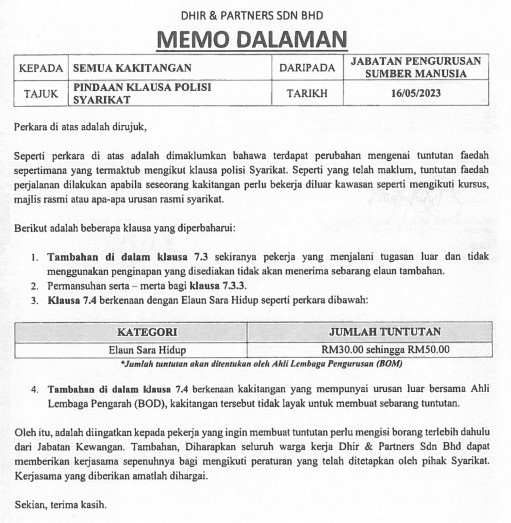 DHIR & PARTNERS SDN BHD
MEMO DALAMAN
KEPADA SEMUA KAKITANGAN DARIPADA JABATAN PENGURUSAN SUMBER MANUSIA
TAJUK PINDAAN KLAUSA POLISI SYARIKAT TARIKH 16/05/2023
Perkara di atas adalah dirujuk,
Seperti perkara di atas adalah dimaklumkan bahawa terdapat perubahan mengenai tuntutan faedah
sepertimana yang termaktub mengikut klausa polisi Syarikat. Seperti yang telah maklum, tuntutan faedah
perjalanan dilakukan apabila seseorang kakitangan perlu bekerja diluar kawasan seperti mengikuti kursus,
majlis rasmi atau apa-apa urusan rasmi syarikat.
Berikut adalah beberapa klausa yang diperbaharui:
1. Tambahan di dalam klausa 7.3 sekiranya pekerja yang menjalani tugasan luar dan tidak
menggunakan penginapan yang disediakan tidak akan menerima sebarang elaun tambahan.
2. Permansuhan serta – merta bagi klausa 7.3.3.
3. Klausa 7.4 berkenaan dengan Elaun Sara Hidup seperti perkara dibawah:
KATEGORI JUMLAH TUNTUTAN
Elaun Sara Hidup RM30.00 sehingga RM50.00
*Jumlah tuntutan akan ditentukan oleh Ahli Lembaga Pengurusan (BOM)
4. Tambahan di dalam klausa 7.4 berkenaan kakitangan yang mempunyai urusan luar bersama Ahli
Lembaga Pengarah (BOD), kakitangan tersebut tidak layak untuk membuat sebarang tuntutan.
Oleh itu, adalah diingatkan kepada pekerja yang ingin membuat tuntutan perlu mengisi borang terlebih dahulu
dari Jabatan Kewangan. Tambahan, Diharapkan seluruh warga kerja Dhir & Partners Sdn Bhd dapat
memberikan kerjasama sepenuhnya bagi mengikuti peraturan yang telah ditetapkan oleh pihak Syarikat.
Kerjasama yang diberikan amatlah dihargai.
Sekian, terima kasih.